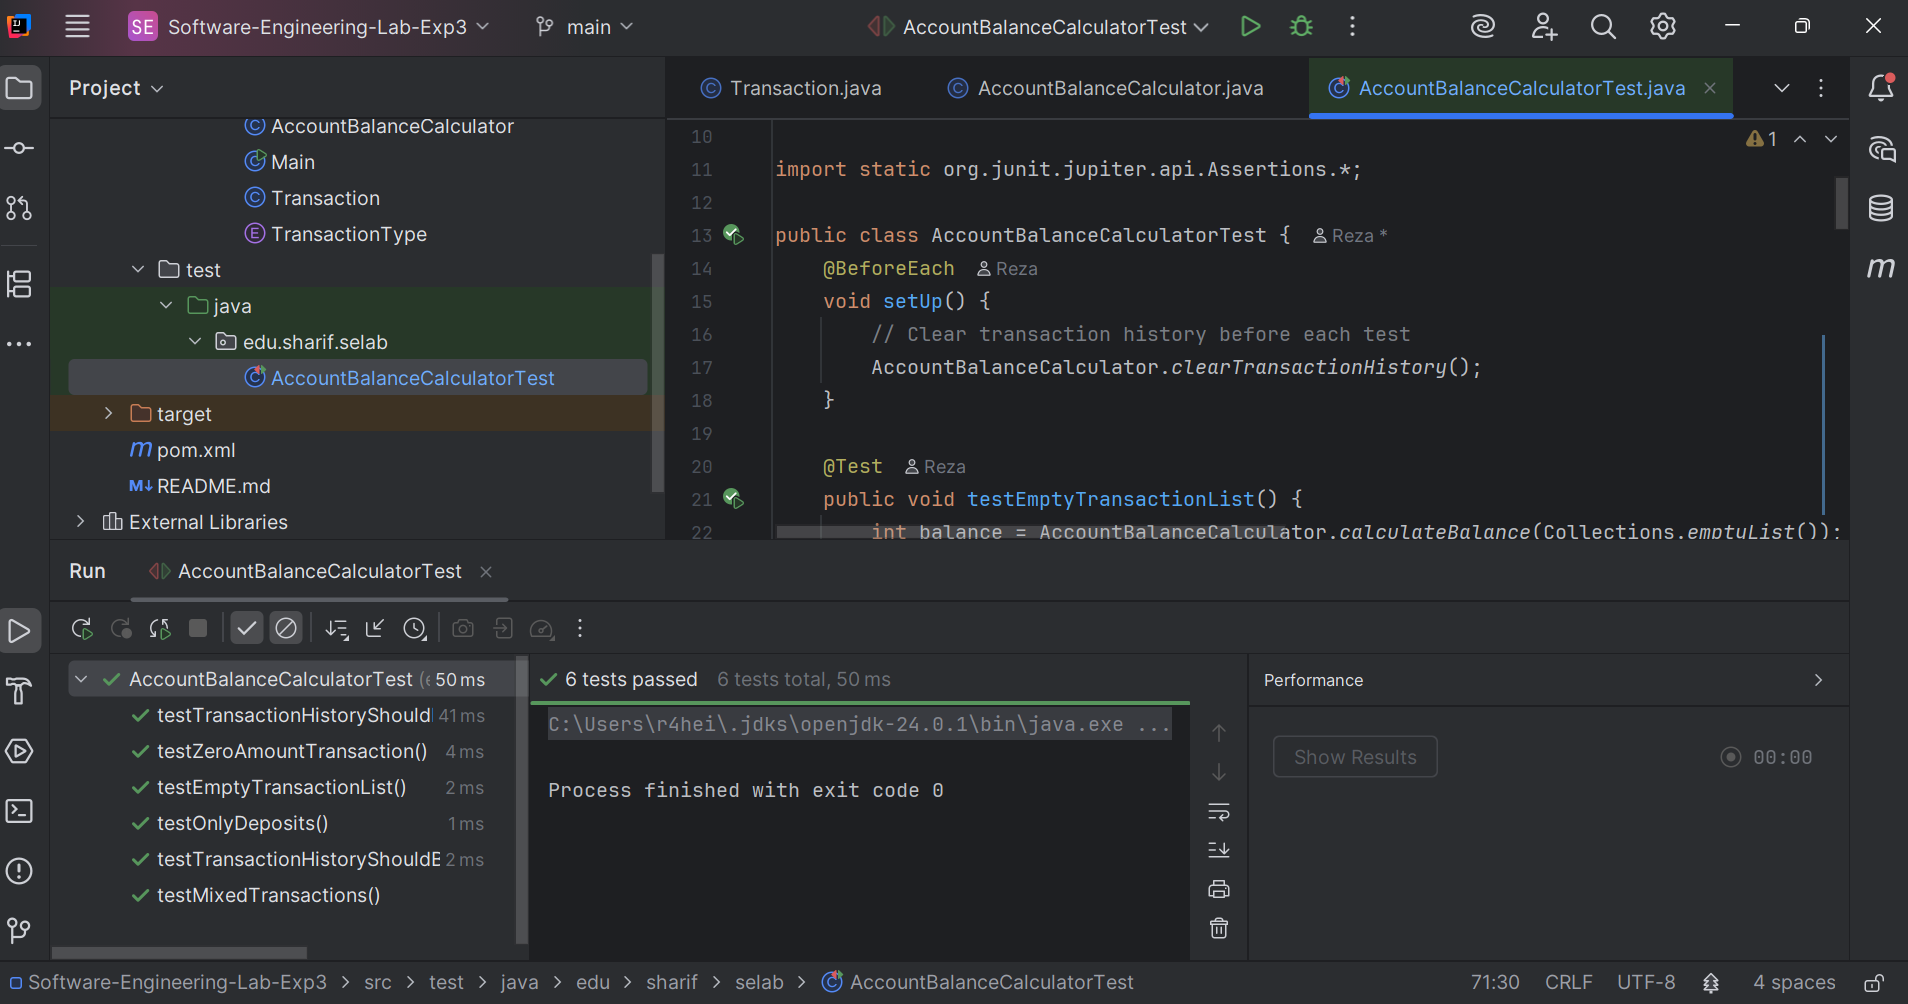 SE Software-Engineering-Lab-Exp3 main AccountBalanceCalculatorTest
Project
AccountBalanceCalculator
Main
Transaction
TransactionType
test
java
edu.sharif.selab
AccountBalanceCalculatorTest
target
pom.xml
README.md
External Libraries
Transaction.java AccountBalanceCalculator.java AccountBalanceCalculatorTest.java
1
10
11 import static org.junit.jupiter.api.Assertions.*;
12
13 public class AccountBalanceCalculatorTest { Reza *
14 @BeforeEach Reza
15 void setUp() {
16 // Clear transaction history before each test
17 AccountBalanceCalculator.clearTransactionHistory();
18 }
19
20 @Test Reza
21 public void testEmptyTransactionList() {
22 int balance = AccountBalanceCalculator.calculateBalance(Collections.emptyList());
Run AccountBalanceCalculatorTest
AccountBalanceCalculatorTest (e 50 ms
testTransactionHistoryShould 41 ms
testZeroAmountTransaction() 4 ms
testEmptyTransactionList() 2 ms
testOnlyDeposits() 1 ms
testTransactionHistoryShouldB 2 ms
testMixedTransactions()
6 tests passed 6 tests total, 50 ms
C:\Users\r4hei\.jdks\openjdk-24.0.1\bin\java.exe ...
Process finished with exit code 0
Performance
Show Results 00:00
Software-Engineering-Lab-Exp3 > src > test > java > edu > sharif > selab > AccountBalanceCalculatorTest
71:30 CRLF UTF-8 4 spaces